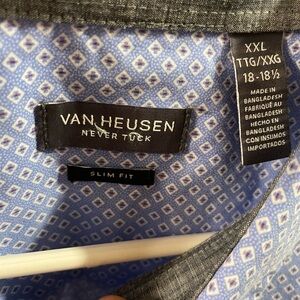 VAN HEUSEN
NEVER TUCK
SLIM FIT
XXL
TTG/XXG
18-18½
MADE IN
BANGLADESH
FABRIQUÉ AU
BANGLADESH
HECHO EN
BANGLADESH
CON INSUMOS
IMPORTADOS